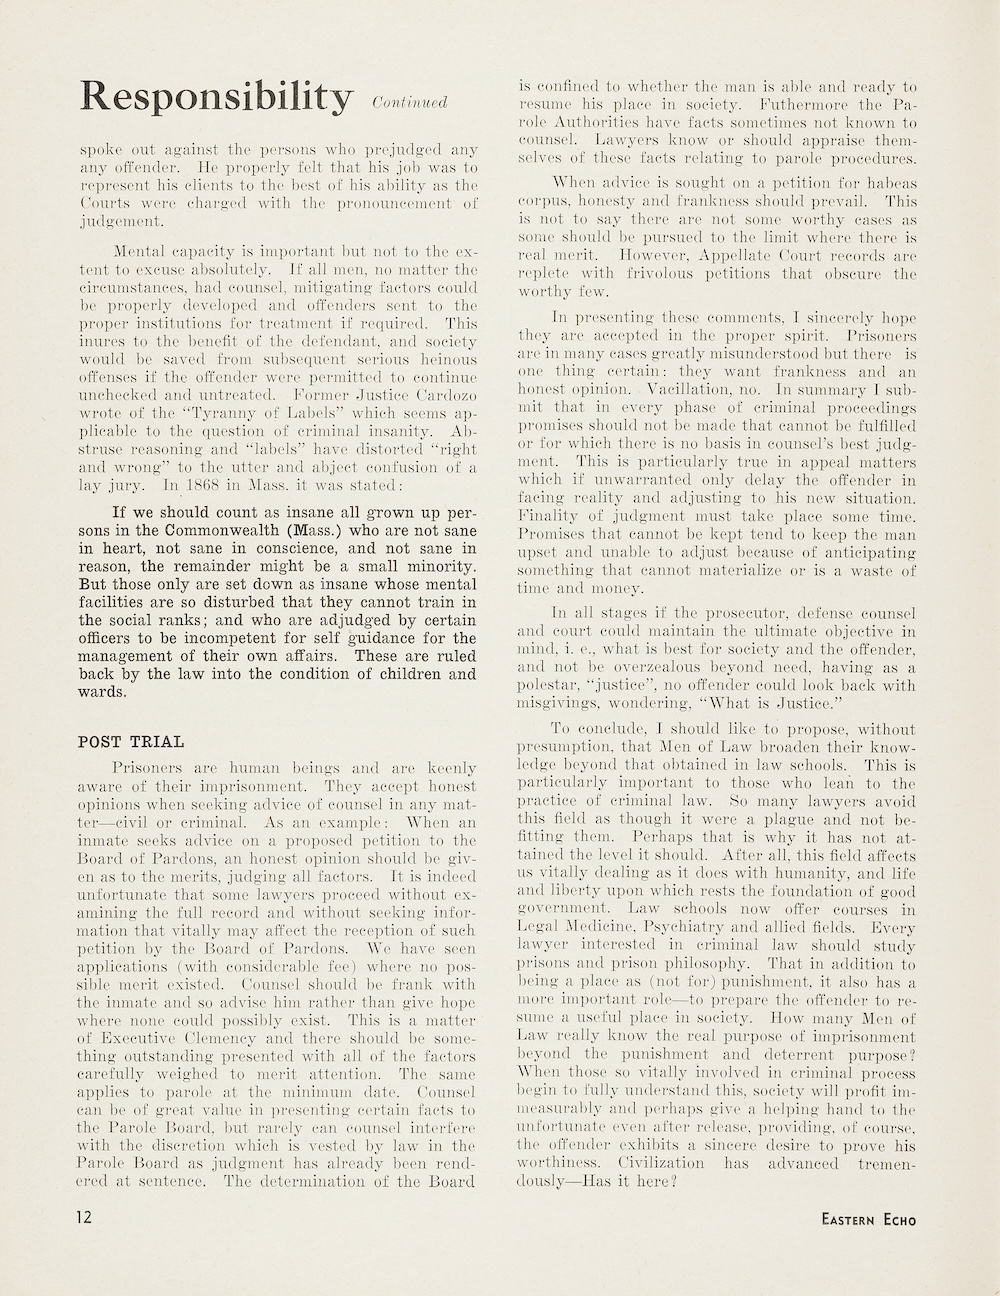 Responsibility Continued
spoke out against the persons who prejudged any
any offender. He properly felt that his job was to
represent his clients to the best of his ability as the
Courts were charged with the pronouncement of
judgement.
Mental capacity is important but not to the ex-
tent to excuse absolutely. If all men, no matter the
circumstances, had counsel, mitigating factors could
be properly developed and offenders sent to the
proper institutions for treatment if required. This
inures to the benefit of the defendant, and society
would be saved from subsequent serious heinous
offenses if the offender were permitted to continue
unchecked and untreated. Former Justice Cardozo
wrote of the "Tyranny of Labels" which seems ap-
plicable to the question of criminal insanity. Ab-
struse reasoning and "labels" have distorted "right
and wrong" to the utter and abject confusion of a
lay jury. In 1868 in Mass. it was stated:
If we should count as insane all grown up per-
sons in the Commonwealth (Mass.) who are not sane
in heart, not sane in conscience, and not sane in
reason, the remainder might be a small minority.
But those only are set down as insane whose mental
facilities are so disturbed that they cannot train in
the social ranks; and who are adjudged by certain
officers to be incompetent for self guidance for the
management of their own affairs. These are ruled
back by the law into the condition of children and
wards.
POST TRIAL
Prisoners are human beings and are keenly
aware of their imprisonment. They accept honest
opinions when seeking advice of counsel in any mat-
ter—civil or criminal. As an example: When an
inmate seeks advice on a proposed petition to the
Board of Pardons, an honest opinion should be giv-
en as to the merits, judging all factors. It is indeed
unfortunate that some lawyers proceed without ex-
amining the full record and without seeking infor-
mation that vitally may affect the reception of such
petition by the Board of Pardons. We have seen
applications (with considerable fee) where no pos-
sible merit existed. Counsel should be frank with
the inmate and so advise him rather than give hope
where none could possibly exist. This is a matter
of Executive Clemency and there should be some-
thing outstanding presented with all of the factors
carefully weighed to merit attention. The same
applies to parole at the minimum date. Counsel
can be of great value in presenting certain facts to
the Parole Board, but rarely can counsel interfere
with the discretion which is vested by law in the
Parole Board as judgment has already been rend-
ered at sentence. The determination of the Board
is confined to whether the man is able and ready to
resume his place in society. Futhermore the Pa-
role Authorities have facts sometimes not known to
counsel. Lawyers know or should appraise them-
selves of these facts relating to parole procedures.
When advice is sought on a petition for habeas
corpus, honesty and frankness should prevail. This
is not to say there are not some worthy cases as
some should be pursued to the limit where there is
real merit. However, Appellate Court records are
replete with frivolous petitions that obscure the
worthy few.
In presenting these comments, I sincerely hope
they are accepted in the proper spirit. Prisoners
are in many cases greatly misunderstood but there is
one thing certain: they want frankness and an
honest opinion. Vacillation, no. In summary I sub-
mit that in every phase of criminal proceedings
promises should not be made that cannot be fulfilled
or for which there is no basis in counsel's best judg-
ment. This is particularly true in appeal matters
which if unwarranted only delay the offender in
facing reality and adjusting to his new situation.
Finality of judgment must take place some time.
Promises that cannot be kept tend to keep the man
upset and unable to adjust because of anticipating
something that cannot materialize or is a waste of
time and money.
In all stages if the prosecutor, defense counsel
and court could maintain the ultimate objective in
mind, i. e., what is best for society and the offender,
and not be overzealous beyond need, having as a
polestar, "justice", no offender could look back with
misgivings, wondering, "What is Justice."
To conclude, I should like to propose, without
presumption, that Men of Law broaden their know-
ledge beyond that obtained in law schools. This is
particularly important to those who lean to the
practice of criminal law. So many lawyers avoid
this field as though it were a plague and not be-
fitting them. Perhaps that is why it has not at-
tained the level it should. After all, this field affects
us vitally dealing as it does with humanity, and life
and liberty upon which rests the foundation of good
government. Law schools now offer courses in
Legal Medicine, Psychiatry and allied fields. Every
lawyer interested in criminal law should study
prisons and prison philosophy. That in addition to
being a place as (not for) punishment, it also has a
more important role—to prepare the offender to re-
sume a useful place in society. How many Men of
Law really know the real purpose of imprisonment
beyond the punishment and deterrent purpose?
When those so vitally involved in criminal process
begin to fully understand this, society will profit im-
measurably and perhaps give a helping hand to the
unfortunate even after release, providing, of course,
the offender exhibits a sincere desire to prove his
worthiness. Civilization has advanced tremen-
dously—Has it here?
12
EASTERN ECHO